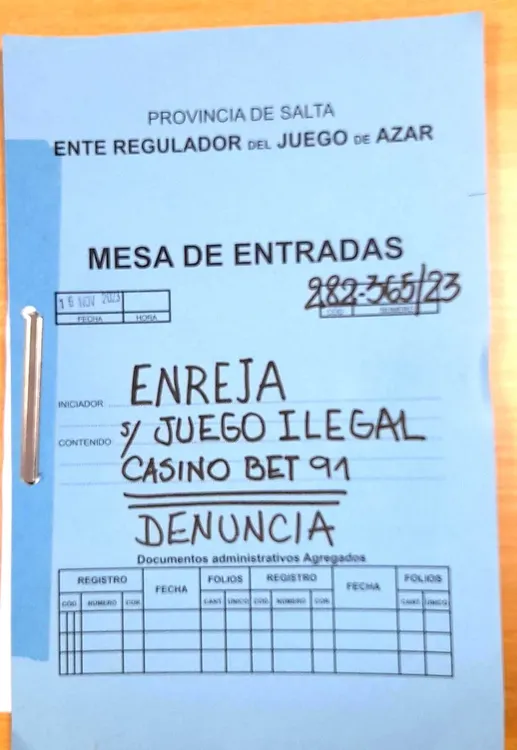 PROVINCIA DE SALTA
ENTE REGULADOR DEL JUEGO DE AZAR
MESA DE ENTRADAS
16 NOV 2023
282-365/23
FECHA HORA
COD NUMERO
INICIADOR ENREJA
CONTENIDO s/ JUEGO ILEGAL
CASINO BET 91
DENUNCIA
Documentos administrativos Agregados
REGISTRO FECHA FOLIOS REGISTRO FECHA FOLIOS
COD NUMERO COR CANT. UNICO COD NUMERO COR CANT. UNICO